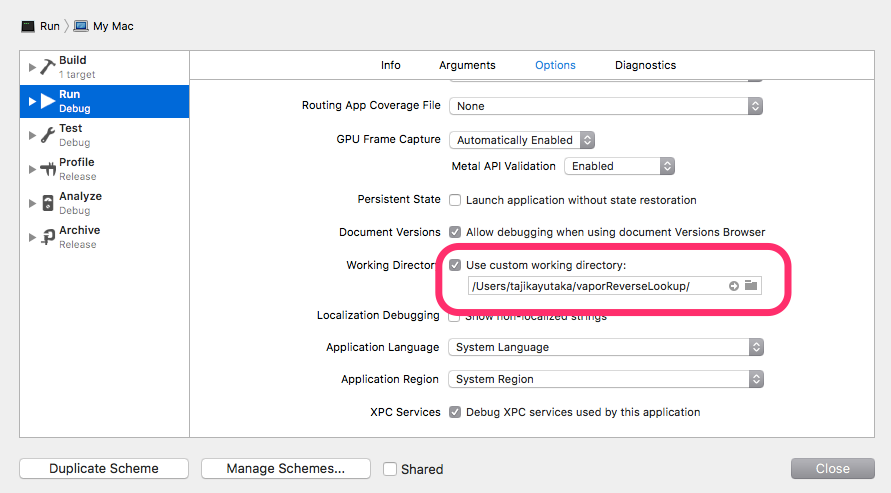 Run My Mac
Build
1 target
Run
Debug
Test
Debug
Profile
Release
Analyze
Debug
Archive
Release
Info Arguments Options Diagnostics
Routing App Coverage File None
GPU Frame Capture Automatically Enabled
Metal API Validation Enabled
Persistent State Launch application without state restoration
Document Versions Allow debugging when using document Versions Browser
Working Director Use custom working directory:
/Users/tajikayutaka/vaporReverseLookup/
Localization Debugging Show non-localized strings
Application Language System Language
Application Region System Region
XPC Services Debug XPC services used by this application
Duplicate Scheme Manage Schemes... Shared Close